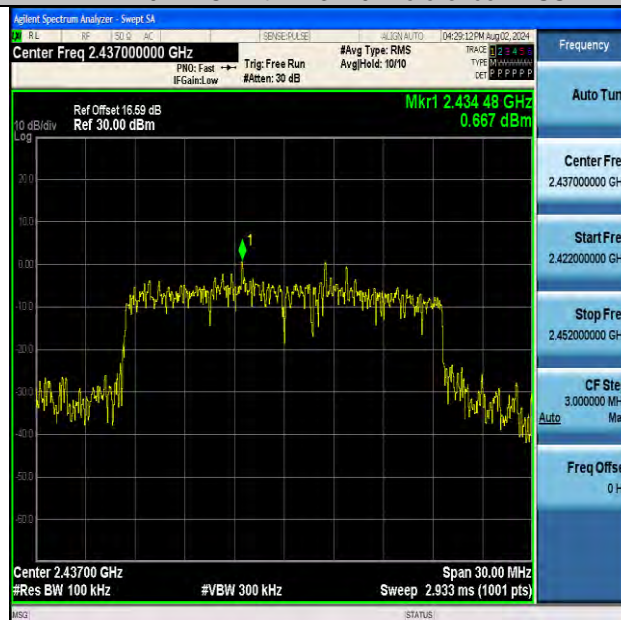 Agilent Spectrum Analyzer - Swept SA
RL RF 50 Ω AC SENSE:PULSE ALIGN AUTO 04:29:12 PM Aug 02, 2024
Center Freq 2.437000000 GHz
PNO: Fast
IFGain:Low
Trig: Free Run
#Atten: 30 dB
#Avg Type: RMS
Avg|Hold: 10/10
TRACE 1 2 3 4 5 6
TYPE M
DET P P P P P P
Mkr1 2.434 48 GHz
0.667 dBm
Ref Offset 16.59 dB
10 dB/div Ref 30.00 dBm
Log
20.0
10.0
1
0.00
-10.0
-20.0
-30.0
-40.0
-50.0
-60.0
Center 2.43700 GHz Span 30.00 MHz
#Res BW 100 kHz #VBW 300 kHz Sweep 2.933 ms (1001 pts)
MSG STATUS
Frequency
Auto Tun
Center Fre
2.437000000 GH
Start Fre
2.422000000 GH
Stop Fre
2.452000000 GH
CF Ste
3.000000 MH
Auto Ma
Freq Offse
0 H